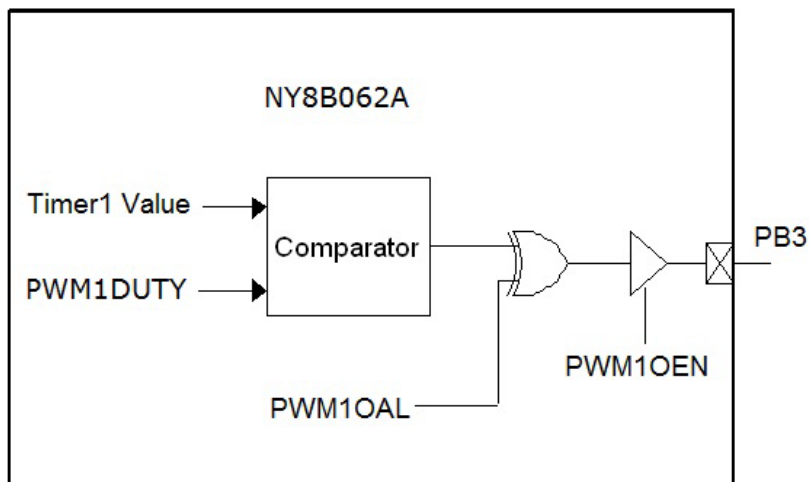 NY8B062A
Timer1 Value
Comparator
PB3
PWM1DUTY
PWM1OEN
PWM1OAL